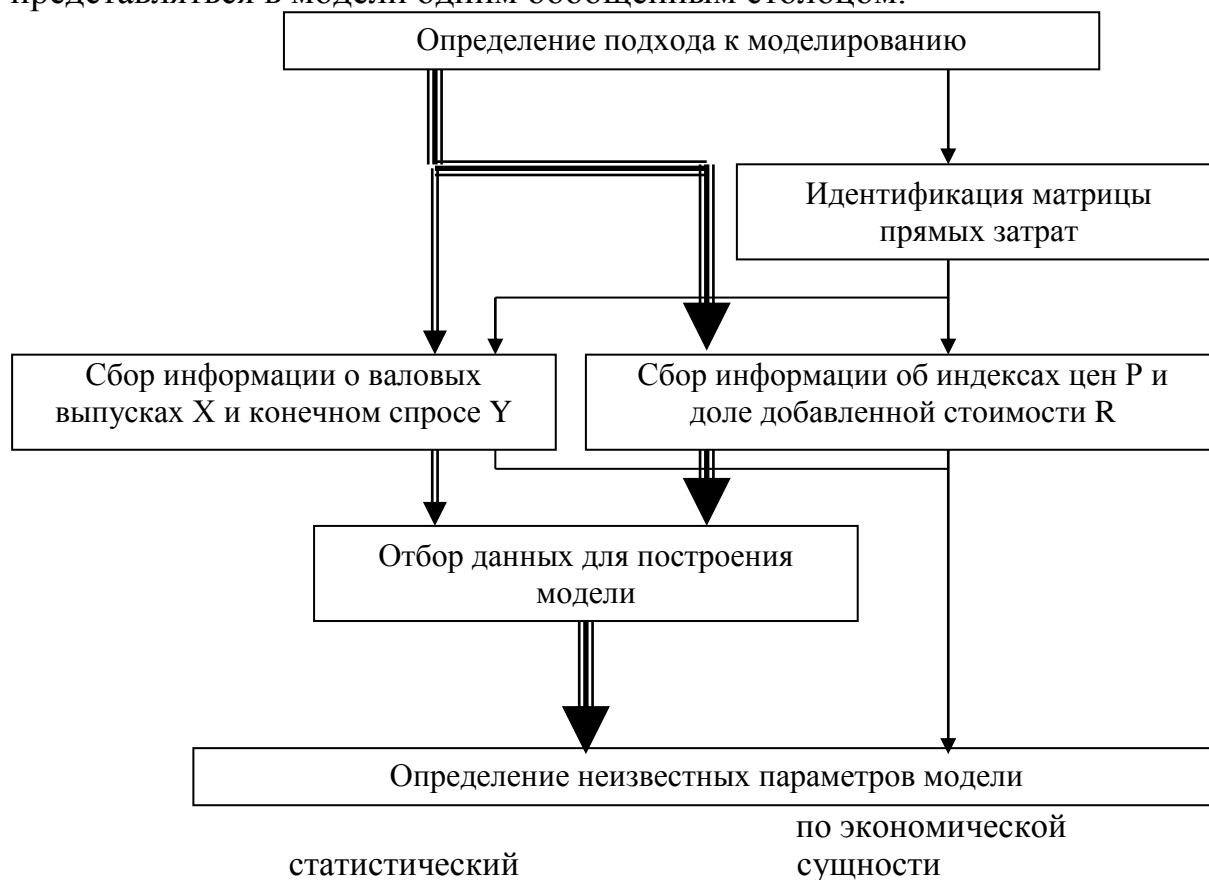 представляться в модели одним обобщенным столбцом.
Определение подхода к моделированию
Идентификация матрицы
прямых затрат
Сбор информации о валовых
выпусках X и конечном спросе Y
Сбор информации об индексах цен P и
доле добавленной стоимости R
Отбор данных для построения
модели
Определение неизвестных параметров модели
статистический
по экономической
сущности